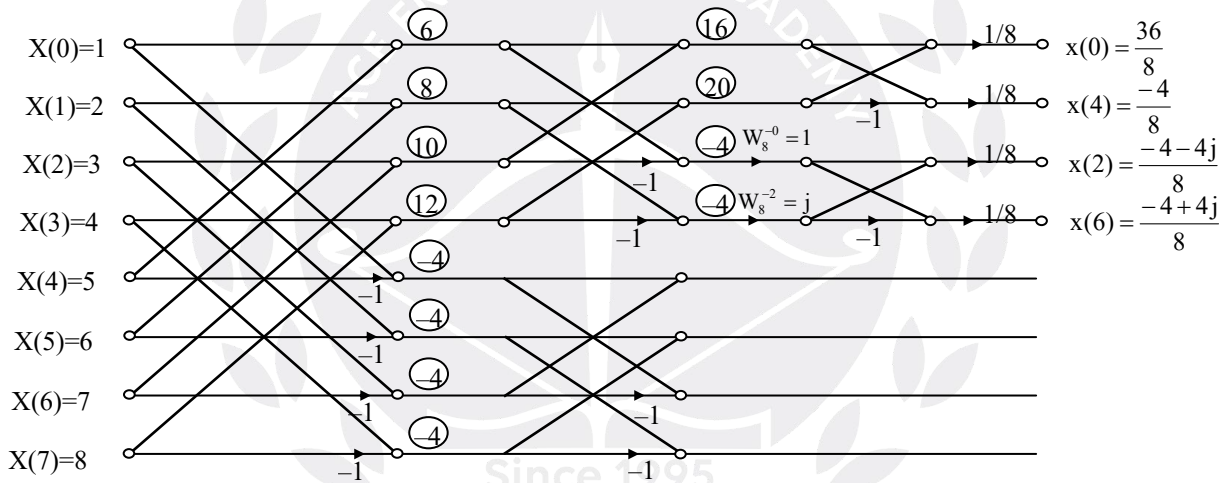 X(0)=1 6 16 1/8 x(0) = 36/8
X(1)=2 8 20 –1 1/8 x(4) = -4/8
X(2)=3 10 –1 –4 W₈⁻⁰ = 1 1/8 x(2) = (-4-4j)/8
X(3)=4 12 –1 –4 W₈⁻² = j –1 1/8 x(6) = (-4+4j)/8
X(4)=5 –1 –4
X(5)=6 –1 –4
X(6)=7 –1 –4 –1
X(7)=8 –1 –4 –1
Since 1995